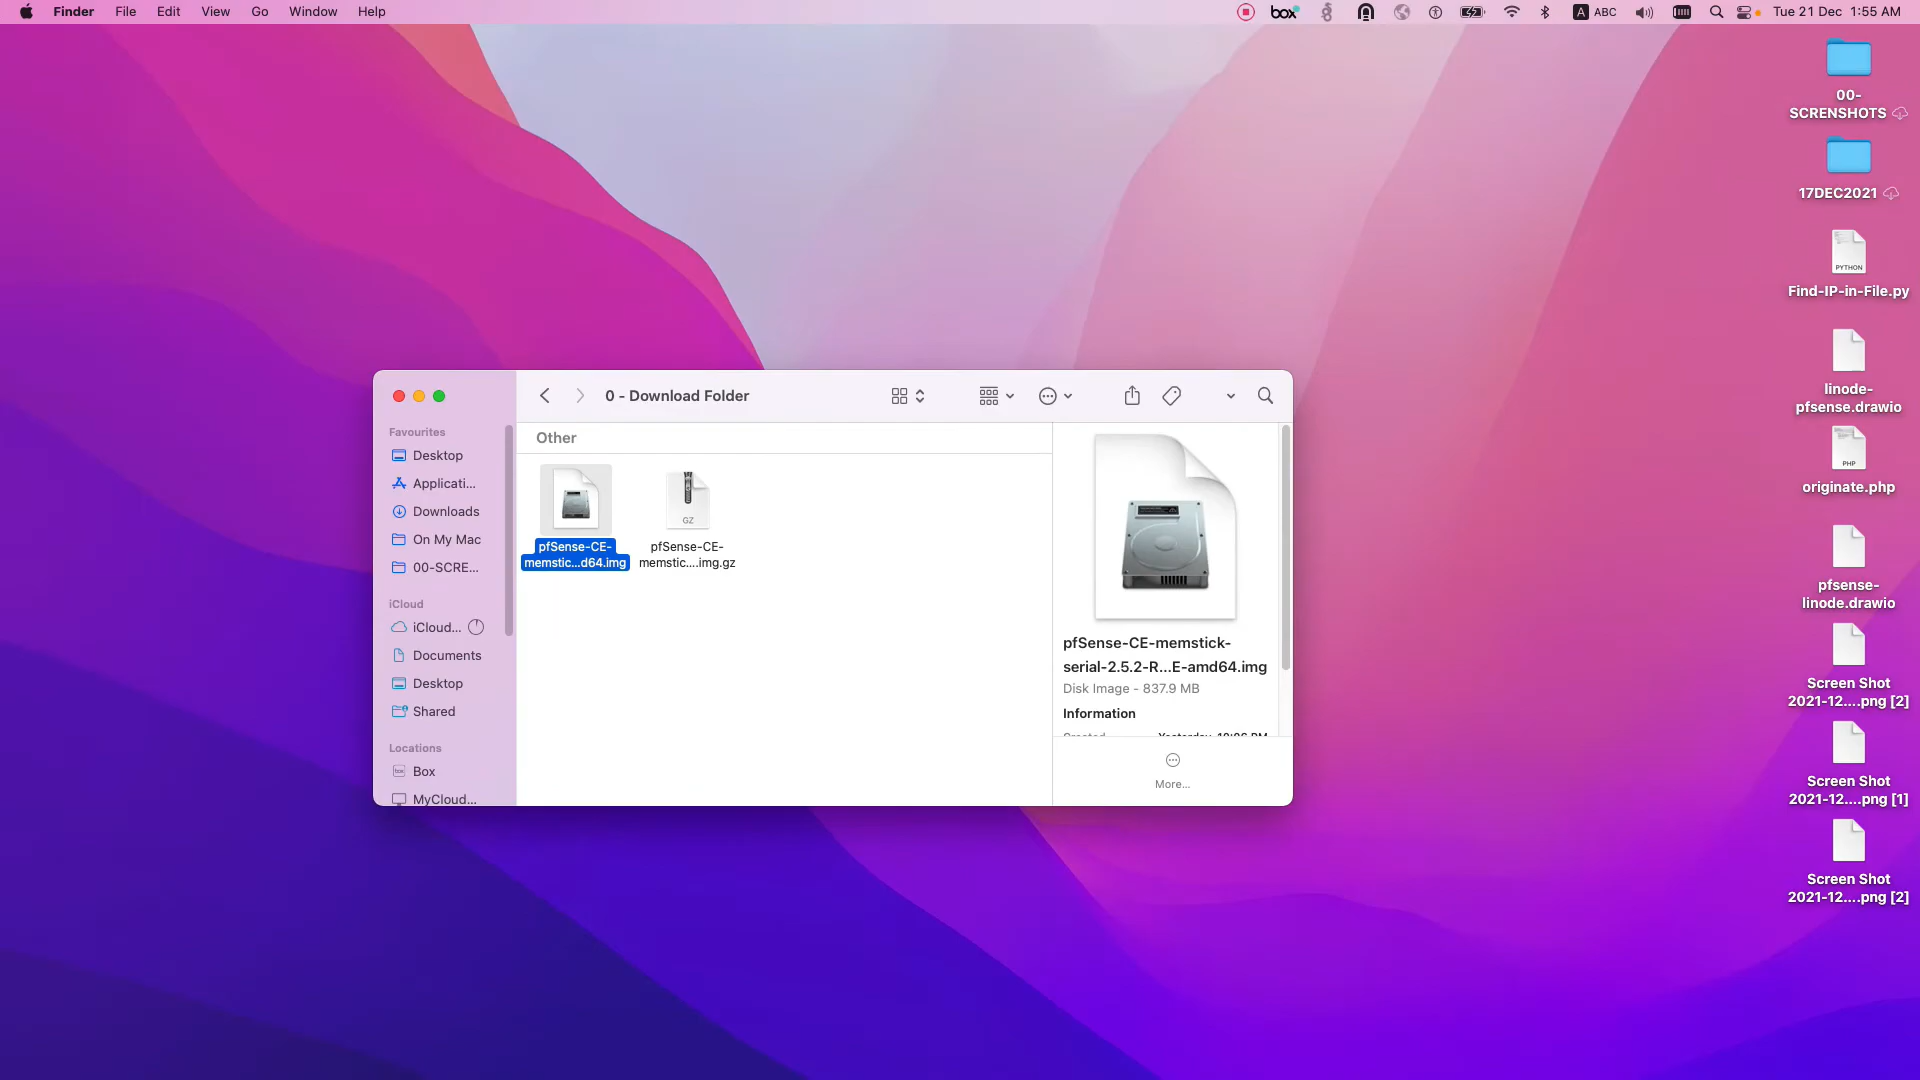 Finder File Edit View Go Window Help
box A ABC Tue 21 Dec 1:55 AM
00-
SCRENSHOTS
17DEC2021
PYTHON
Find-IP-in-File.py
linode-
pfsense.drawio
PHP
originate.php
pfsense-
linode.drawio
Screen Shot
2021-12....png [2]
Screen Shot
2021-12....png [1]
Screen Shot
2021-12....png [2]
0 - Download Folder
Favourites
Desktop
Applicati...
Downloads
On My Mac
00-SCRE...
iCloud
iCloud...
Documents
Desktop
Shared
Locations
Box
MyCloud...
Other
pfSense-CE-
memstic...d64.img
GZ
pfSense-CE-
memstic....img.gz
pfSense-CE-memstick-
serial-2.5.2-R...E-amd64.img
Disk Image - 837.9 MB
Information
More...